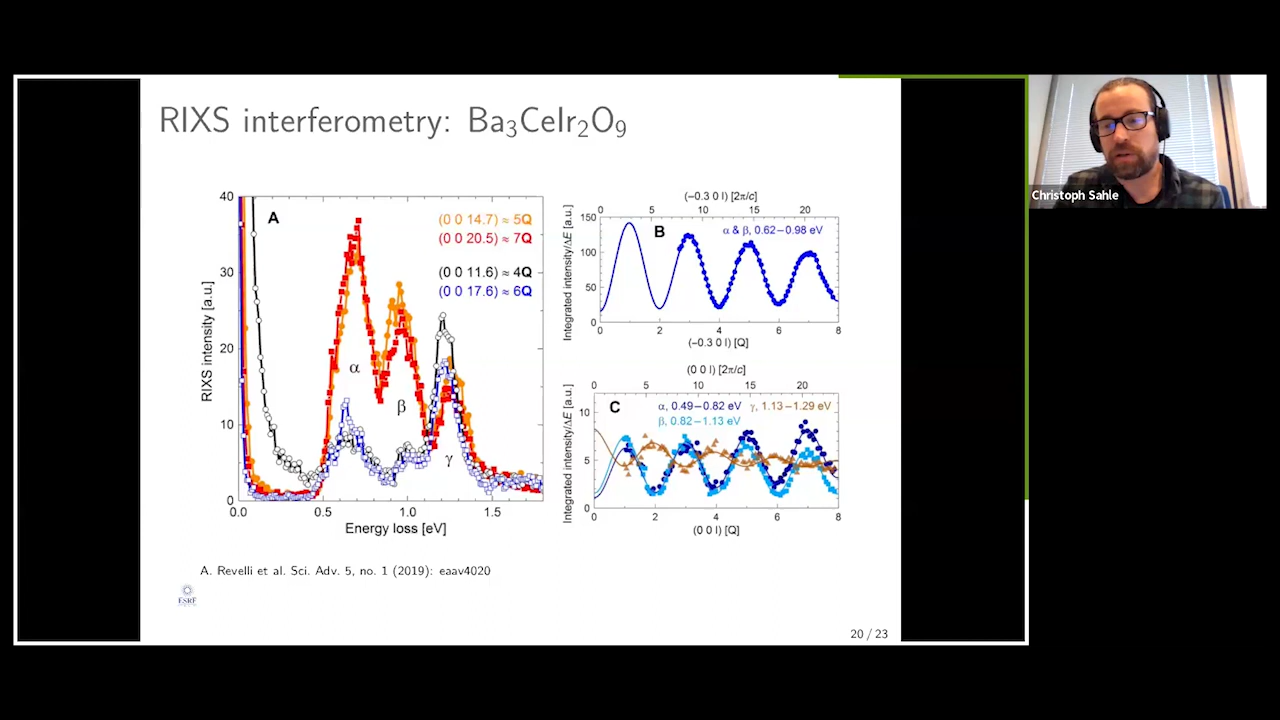 RIXS interferometry: Ba₃CeIr₂O₉
Christoph Sahle
A
(0 0 14.7) ≈ 5Q
(0 0 20.5) ≈ 7Q
(0 0 11.6) ≈ 4Q
(0 0 17.6) ≈ 6Q
α
β
γ
RIXS intensity [a.u.]
40
30
20
10
0
0.0 0.5 1.0 1.5
Energy loss [eV]
(−0.3 0 l) [2π/c]
0 5 10 15 20
B
α & β, 0.62−0.98 eV
Integrated intensity/ΔE [a.u.]
150
100
50
0
0 2 4 6 8
(−0.3 0 l) [Q]
(0 0 l) [2π/c]
0 5 10 15 20
C
α, 0.49−0.82 eV γ, 1.13−1.29 eV
β, 0.82−1.13 eV
Integrated intensity/ΔE [a.u.]
10
5
0
0 2 4 6 8
(0 0 l) [Q]
A. Revelli et al. Sci. Adv. 5, no. 1 (2019): eaav4020
ESRF
20 / 23